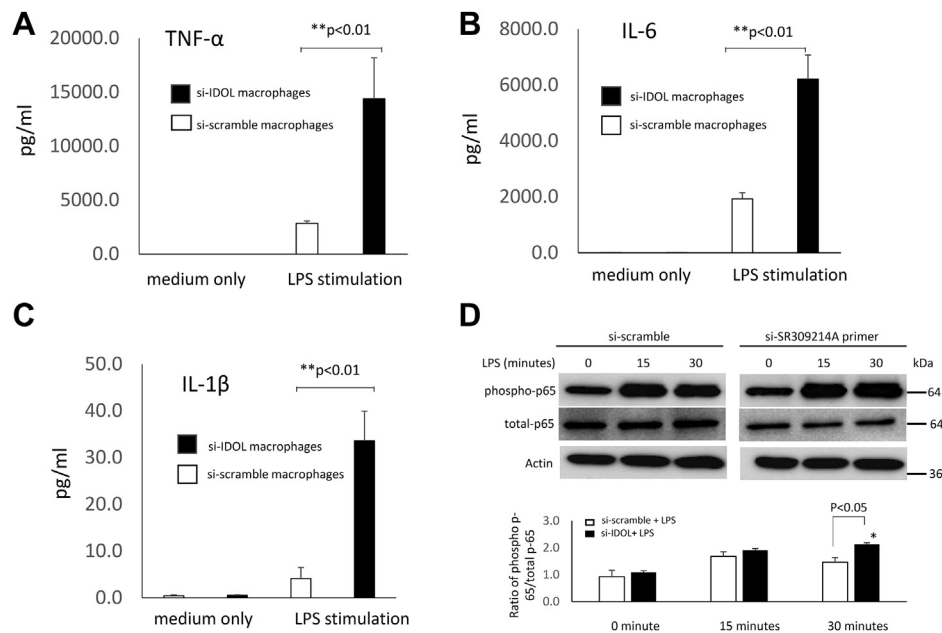 A
TNF-α
**p<0.01
20000.0
15000.0
10000.0
5000.0
0.0
pg/ml
si-IDOL macrophages
si-scramble macrophages
medium only
LPS stimulation
B
IL-6
**p<0.01
8000.0
6000.0
4000.0
2000.0
0.0
pg/ml
si-IDOL macrophages
si-scramble macrophages
medium only
LPS stimulation
C
IL-1β
**p<0.01
50.0
40.0
30.0
20.0
10.0
0.0
pg/ml
si-IDOL macrophages
si-scramble macrophages
medium only
LPS stimulation
D
si-scramble
si-SR309214A primer
LPS (minutes) 0 15 30 0 15 30 kDa
phospho-p65 64
total-p65 64
Actin 36
Ratio of phospho p-
65/total p-65
3.0
2.0
1.0
0.0
si-scramble + LPS
si-IDOL+ LPS
P<0.05
*
0 minute
15 minutes
30 minutes